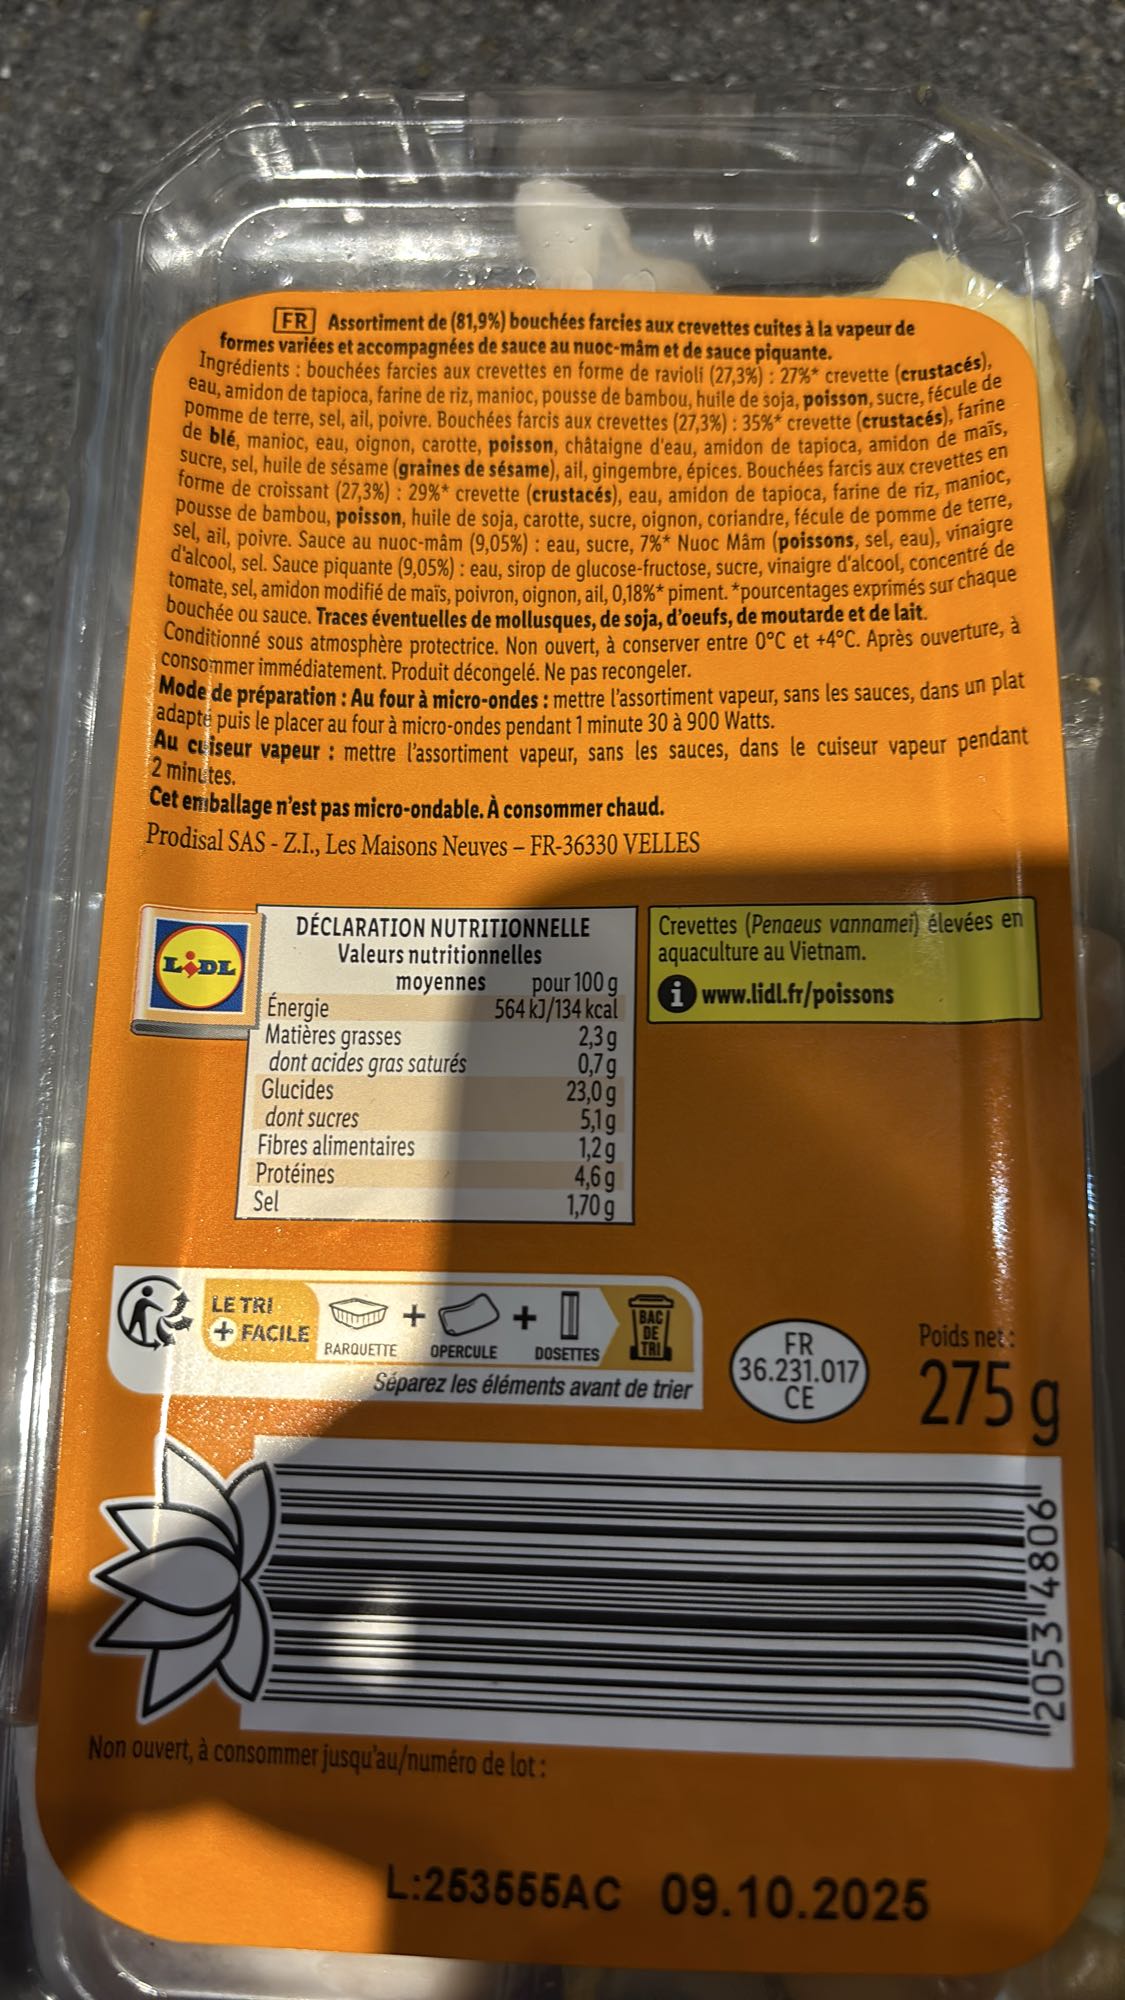 FR Assortiment de (81,9%) bouchées farcies aux crevettes cuites à la vapeur de
formes variées et accompagnées de sauce au nuoc-mâm et de sauce piquante.
Ingrédients : bouchées farcies aux crevettes en forme de ravioli (27,3%) : 27%* crevette (crustacés),
eau, amidon de tapioca, farine de riz, manioc, pousse de bambou, huile de soja, poisson, sucre, fécule de
pomme de terre, sel, ail, poivre. Bouchées farcis aux crevettes (27,3%) : 35%* crevette (crustacés), farine
de blé, manioc, eau, oignon, carotte, poisson, châtaigne d'eau, amidon de tapioca, amidon de maïs,
sucre, sel, huile de sésame (graines de sésame), ail, gingembre, épices. Bouchées farcis aux crevettes en
forme de croissant (27,3%) : 29%* crevette (crustacés), eau, amidon de tapioca, farine de riz, manioc,
pousse de bambou, poisson, huile de soja, carotte, sucre, oignon, coriandre, fécule de pomme de terre,
sel, ail, poivre. Sauce au nuoc-mâm (9,05%) : eau, sucre, 7%* Nuoc Mâm (poissons, sel, eau), vinaigre
d'alcool, sel. Sauce piquante (9,05%) : eau, sirop de glucose-fructose, sucre, vinaigre d'alcool, concentré de
tomate, sel, amidon modifié de maïs, poivron, oignon, ail, 0,18%* piment. *pourcentages exprimés sur chaque
bouchée ou sauce. Traces éventuelles de mollusques, de soja, d'oeufs, de moutarde et de lait.
Conditionné sous atmosphère protectrice. Non ouvert, à conserver entre 0°C et +4°C. Après ouverture, à
consommer immédiatement. Produit décongelé. Ne pas recongeler.
Mode de préparation : Au four à micro-ondes : mettre l'assortiment vapeur, sans les sauces, dans un plat
adapté puis le placer au four à micro-ondes pendant 1 minute 30 à 900 Watts.
Au cuiseur vapeur : mettre l'assortiment vapeur, sans les sauces, dans le cuiseur vapeur pendant
2 minutes.
Cet emballage n'est pas micro-ondable. À consommer chaud.
Prodisal SAS - Z.I., Les Maisons Neuves – FR-36330 VELLES
LIDL
DÉCLARATION NUTRITIONNELLE
Valeurs nutritionnelles
moyennes pour 100 g
Énergie 564 kJ/134 kcal
Matières grasses 2,3 g
dont acides gras saturés 0,7 g
Glucides 23,0 g
dont sucres 5,1 g
Fibres alimentaires 1,2 g
Protéines 4,6 g
Sel 1,70 g
Crevettes (Penaeus vannamei) élevées en
aquaculture au Vietnam.
i www.lidl.fr/poissons
LE TRI
+ FACILE
BARQUETTE + OPERCULE + DOSETTES
BAC
DE
TRI
Séparez les éléments avant de trier
FR
36.231.017
CE
Poids net :
275 g
2053 4806
Non ouvert, à consommer jusqu'au/numéro de lot :
L:253555AC 09.10.2025